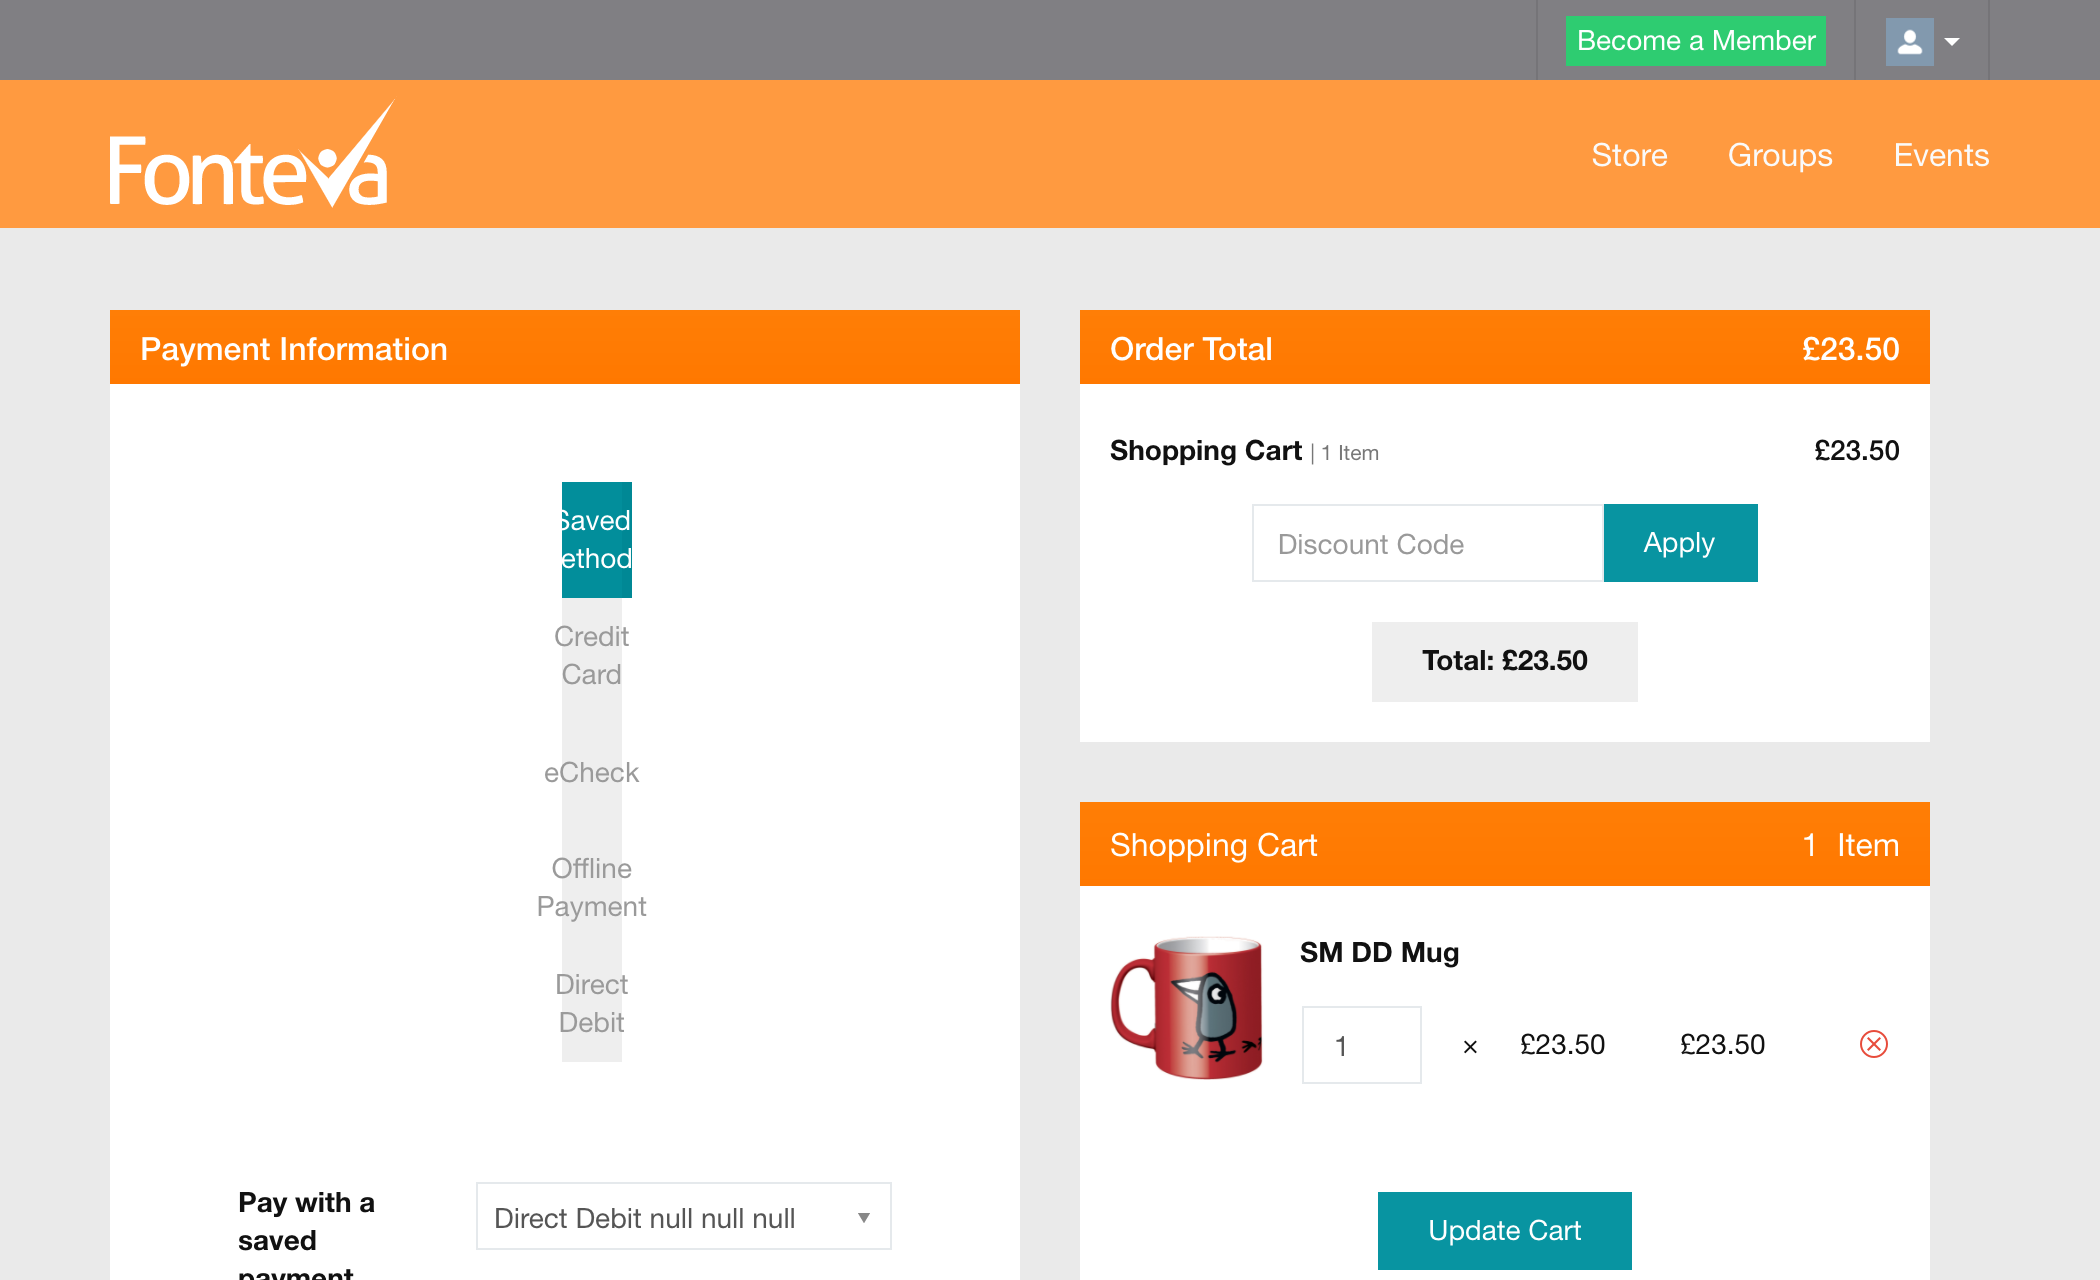 Become a Member
Fonteva
Store
Groups
Events
Payment Information
Saved
ethod
Credit
Card
eCheck
Offline
Payment
Direct
Debit
Pay with a
saved
payment
Direct Debit null null null
Order Total
£23.50
Shopping Cart | 1 Item
£23.50
Discount Code
Apply
Total: £23.50
Shopping Cart
1 Item
SM DD Mug
1
×
£23.50
£23.50
Update Cart